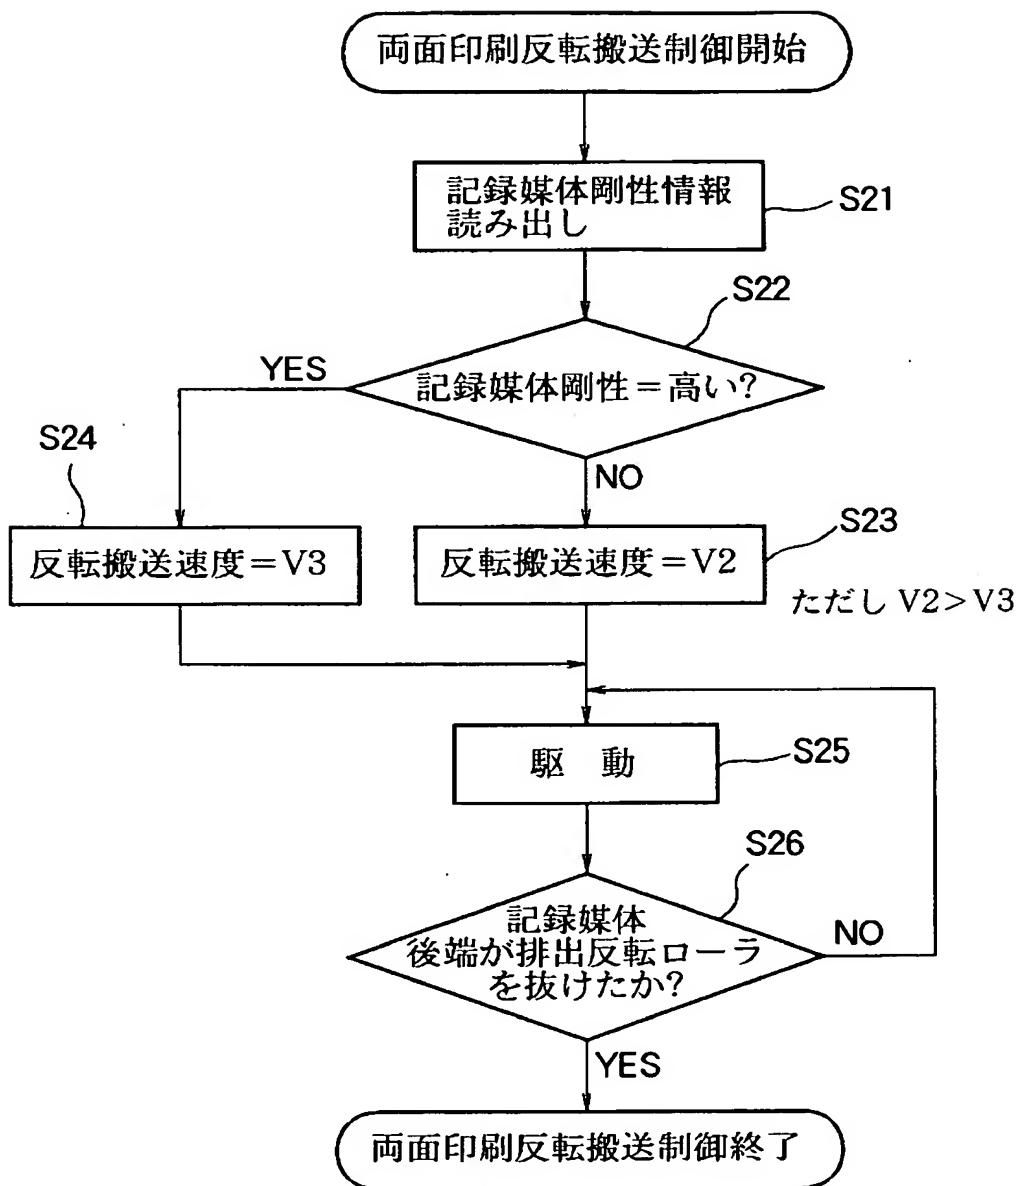 両面印刷反転搬送制御開始
記録媒体剛性情報
読み出し
S21
S22
記録媒体剛性=高い?
YES
NO
S24
反転搬送速度=V3
S23
反転搬送速度=V2
ただし V2>V3
駆 動
S25
S26
記録媒体
後端が排出反転ローラ
を抜けたか?
NO
YES
両面印刷反転搬送制御終了